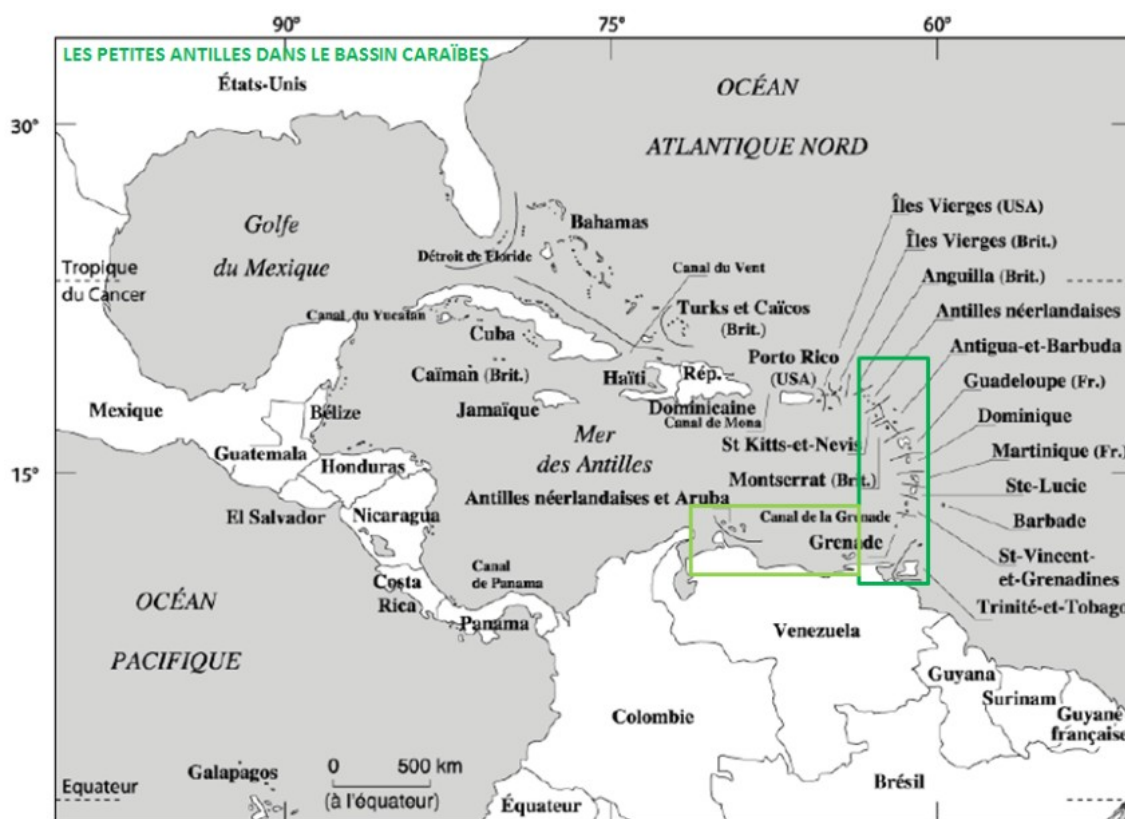 90°
75°
60°
LES PETITES ANTILLES DANS LE BASSIN CARAÏBES
États-Unis
OCÉAN
ATLANTIQUE NORD
30°
Golfe
du Mexique
Bahamas
Détroit de Floride
Îles Vierges (USA)
Îles Vierges (Brit.)
Anguilla (Brit.)
Antilles néerlandaises
Antigua-et-Barbuda
Guadeloupe (Fr.)
Dominique
Martinique (Fr.)
Ste-Lucie
Barbade
St-Vincent-
et-Grenadines
Trinité-et-Tobago
Tropique
du Cancer
Canal du Vent
Canal du Yucatan
Turks et Caïcos
(Brit.)
Cuba
Caïman (Brit.)
Haïti
Rép.
Dominicaine
Porto Rico
(USA)
Jamaïque
Canal de Mona
Mexique
Bélize
Mer
des Antilles
St Kitts-et-Nevis
Montserrat (Brit.)
Guatemala
Honduras
15°
Antilles néerlandaises et Aruba
El Salvador
Nicaragua
Canal de la Grenade
Grenade
Canal
de Panama
Costa
Rica
Panama
OCÉAN
PACIFIQUE
Venezuela
Guyana
Surinam
Guyane
française
Colombie
Galapagos
0 500 km
(à l'équateur)
Equateur
Équateur
Brésil